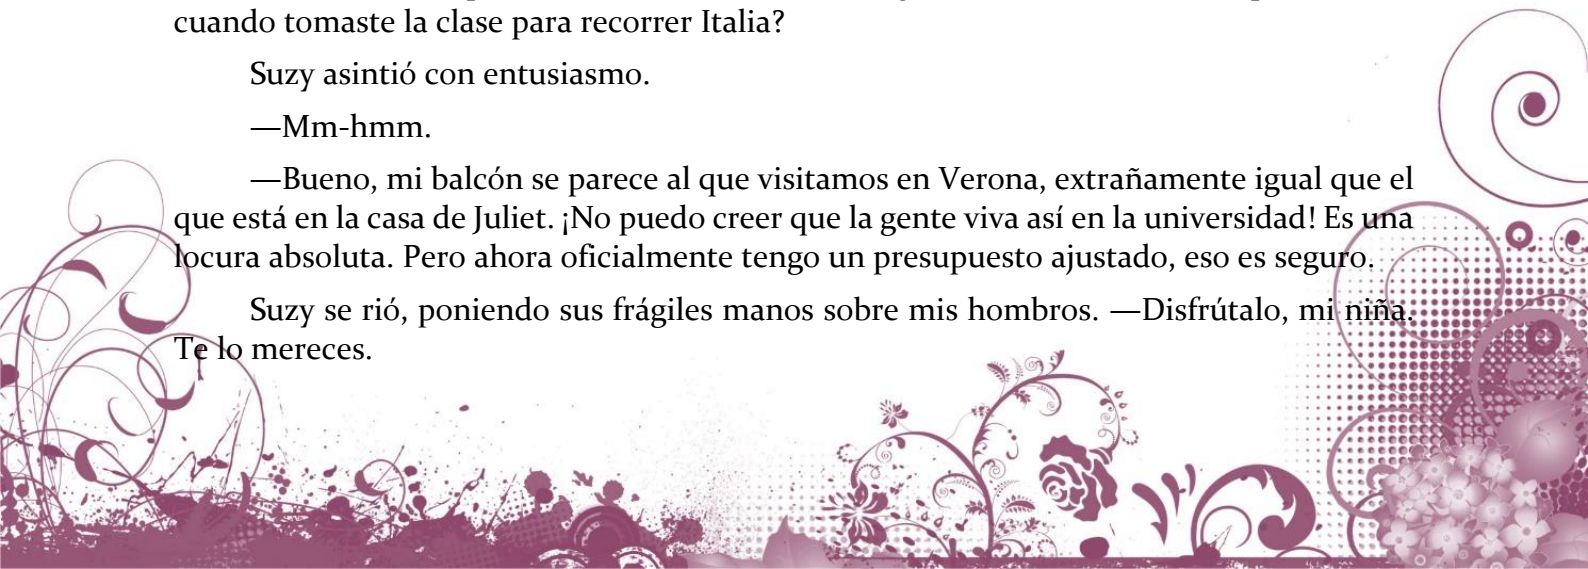 cuando tomaste la clase para recorrer Italia?
Suzy asintió con entusiasmo.
—Mm-hmm.
—Bueno, mi balcón se parece al que visitamos en Verona, extrañamente igual que el
que está en la casa de Juliet. ¡No puedo creer que la gente viva así en la universidad! Es una
locura absoluta. Pero ahora oficialmente tengo un presupuesto ajustado, eso es seguro.
Suzy se rió, poniendo sus frágiles manos sobre mis hombros. —Disfrútalo, mi niña.
Te lo mereces.